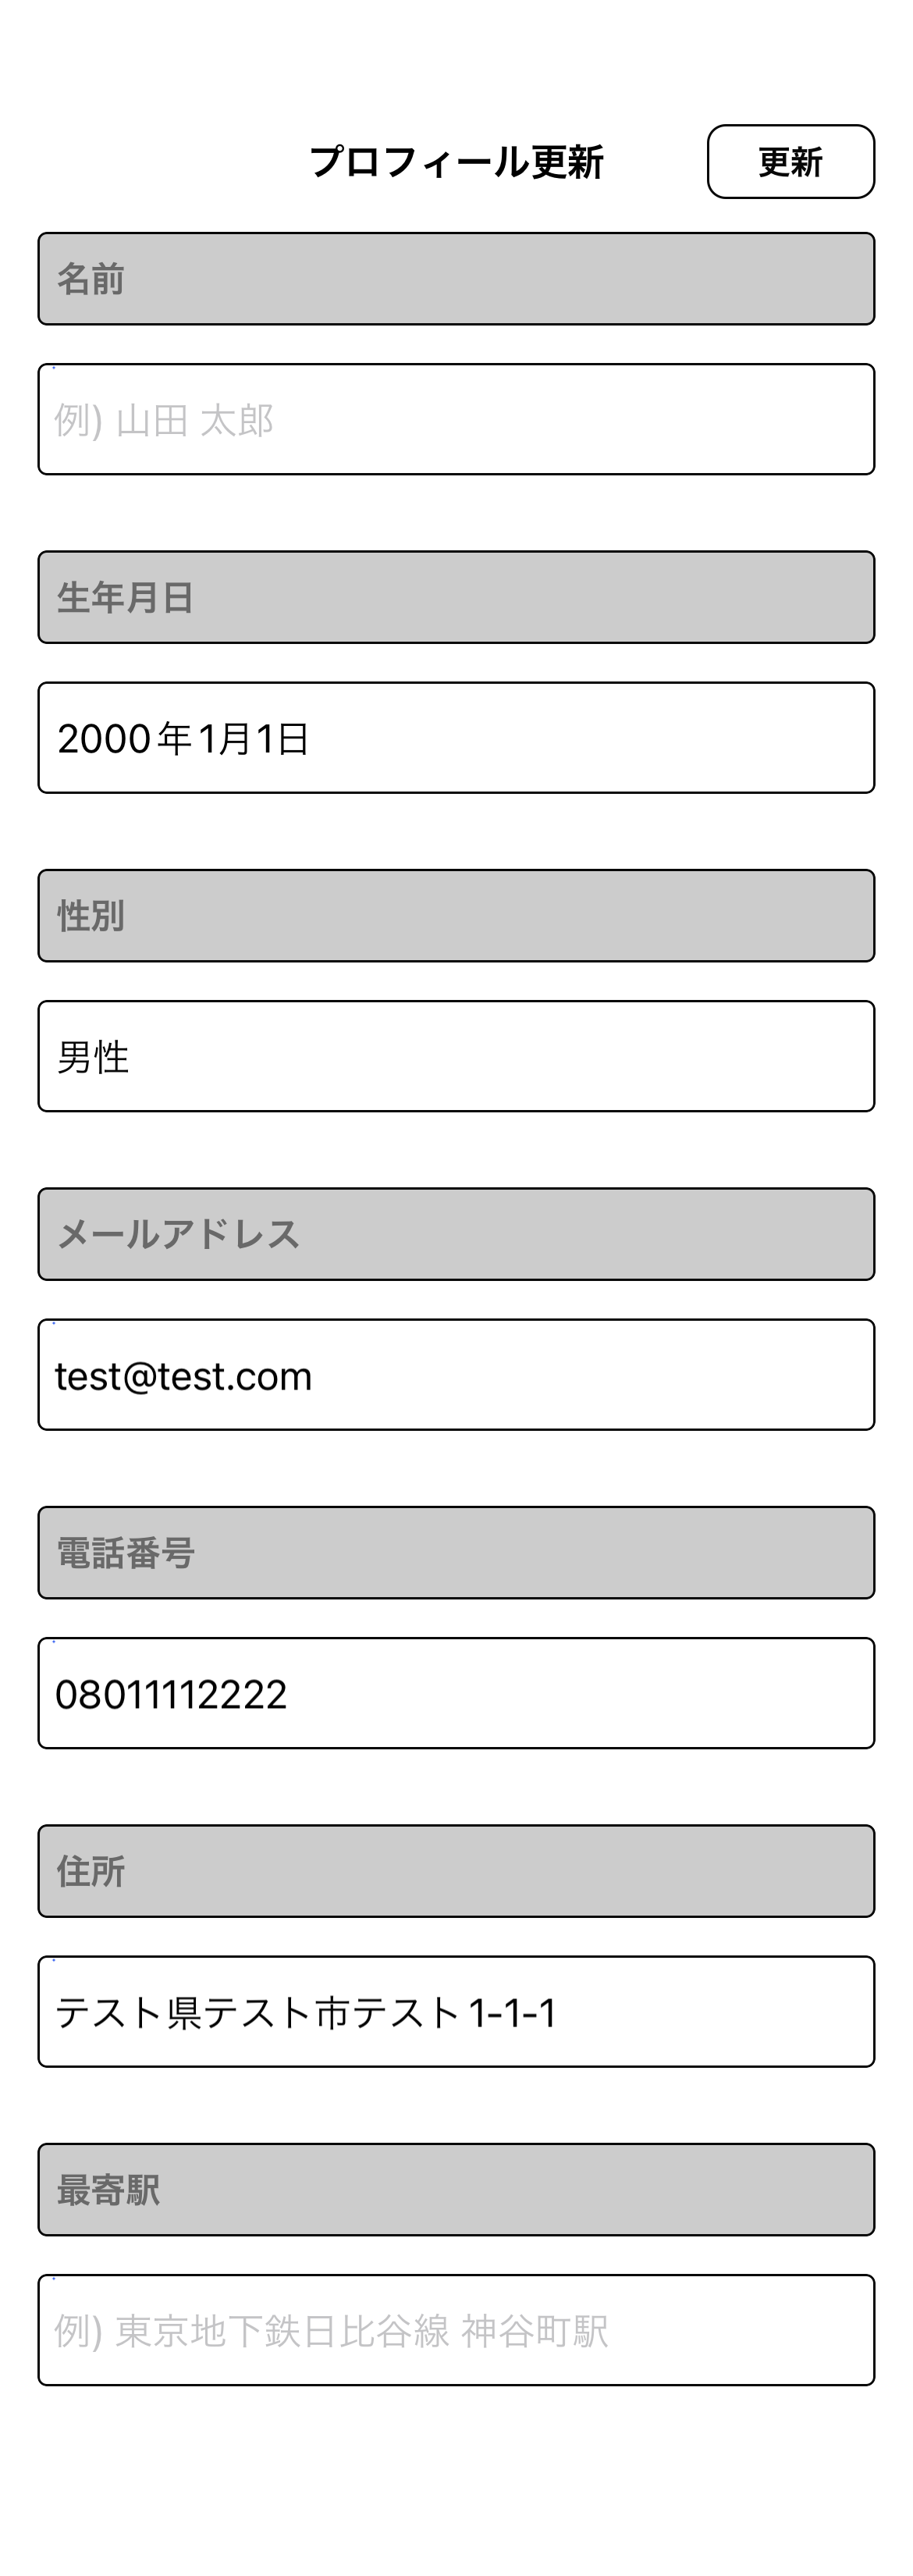 プロフィール更新
更新
名前
例) 山田 太郎
生年月日
2000年1月1日
性別
男性
メールアドレス
test@test.com
電話番号
08011112222
住所
テスト県テスト市テスト1-1-1
最寄駅
例) 東京地下鉄日比谷線 神谷町駅